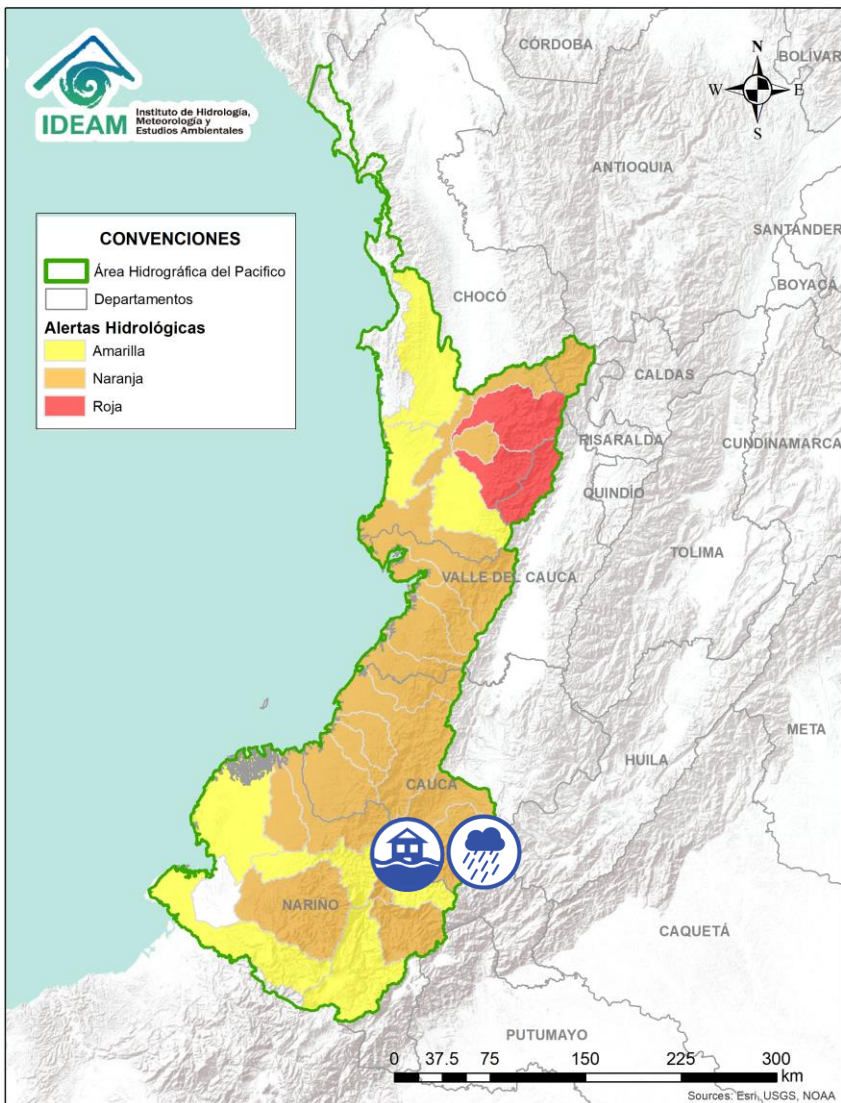 IDEAM
Instituto de Hidrología,
Meteorología y
Estudios Ambientales
CÓRDOBA
BOLÍVAR
N
W
E
S
ANTIOQUIA
SANTANDER
BOYACÁ
CONVENCIONES
Área Hidrográfica del Pacifico
Departamentos
Alertas Hidrológicas
Amarilla
Naranja
Roja
CHOCÓ
CALDAS
RISARALDA
CUNDINAMARCA
QUINDÍO
TOLIMA
VALLE DEL CAUCA
META
HUILA
CAUCA
NARIÑO
CAQUETÁ
PUTUMAYO
0 37.5 75 150 225 300
km
Sources: Esri, USGS, NOAA